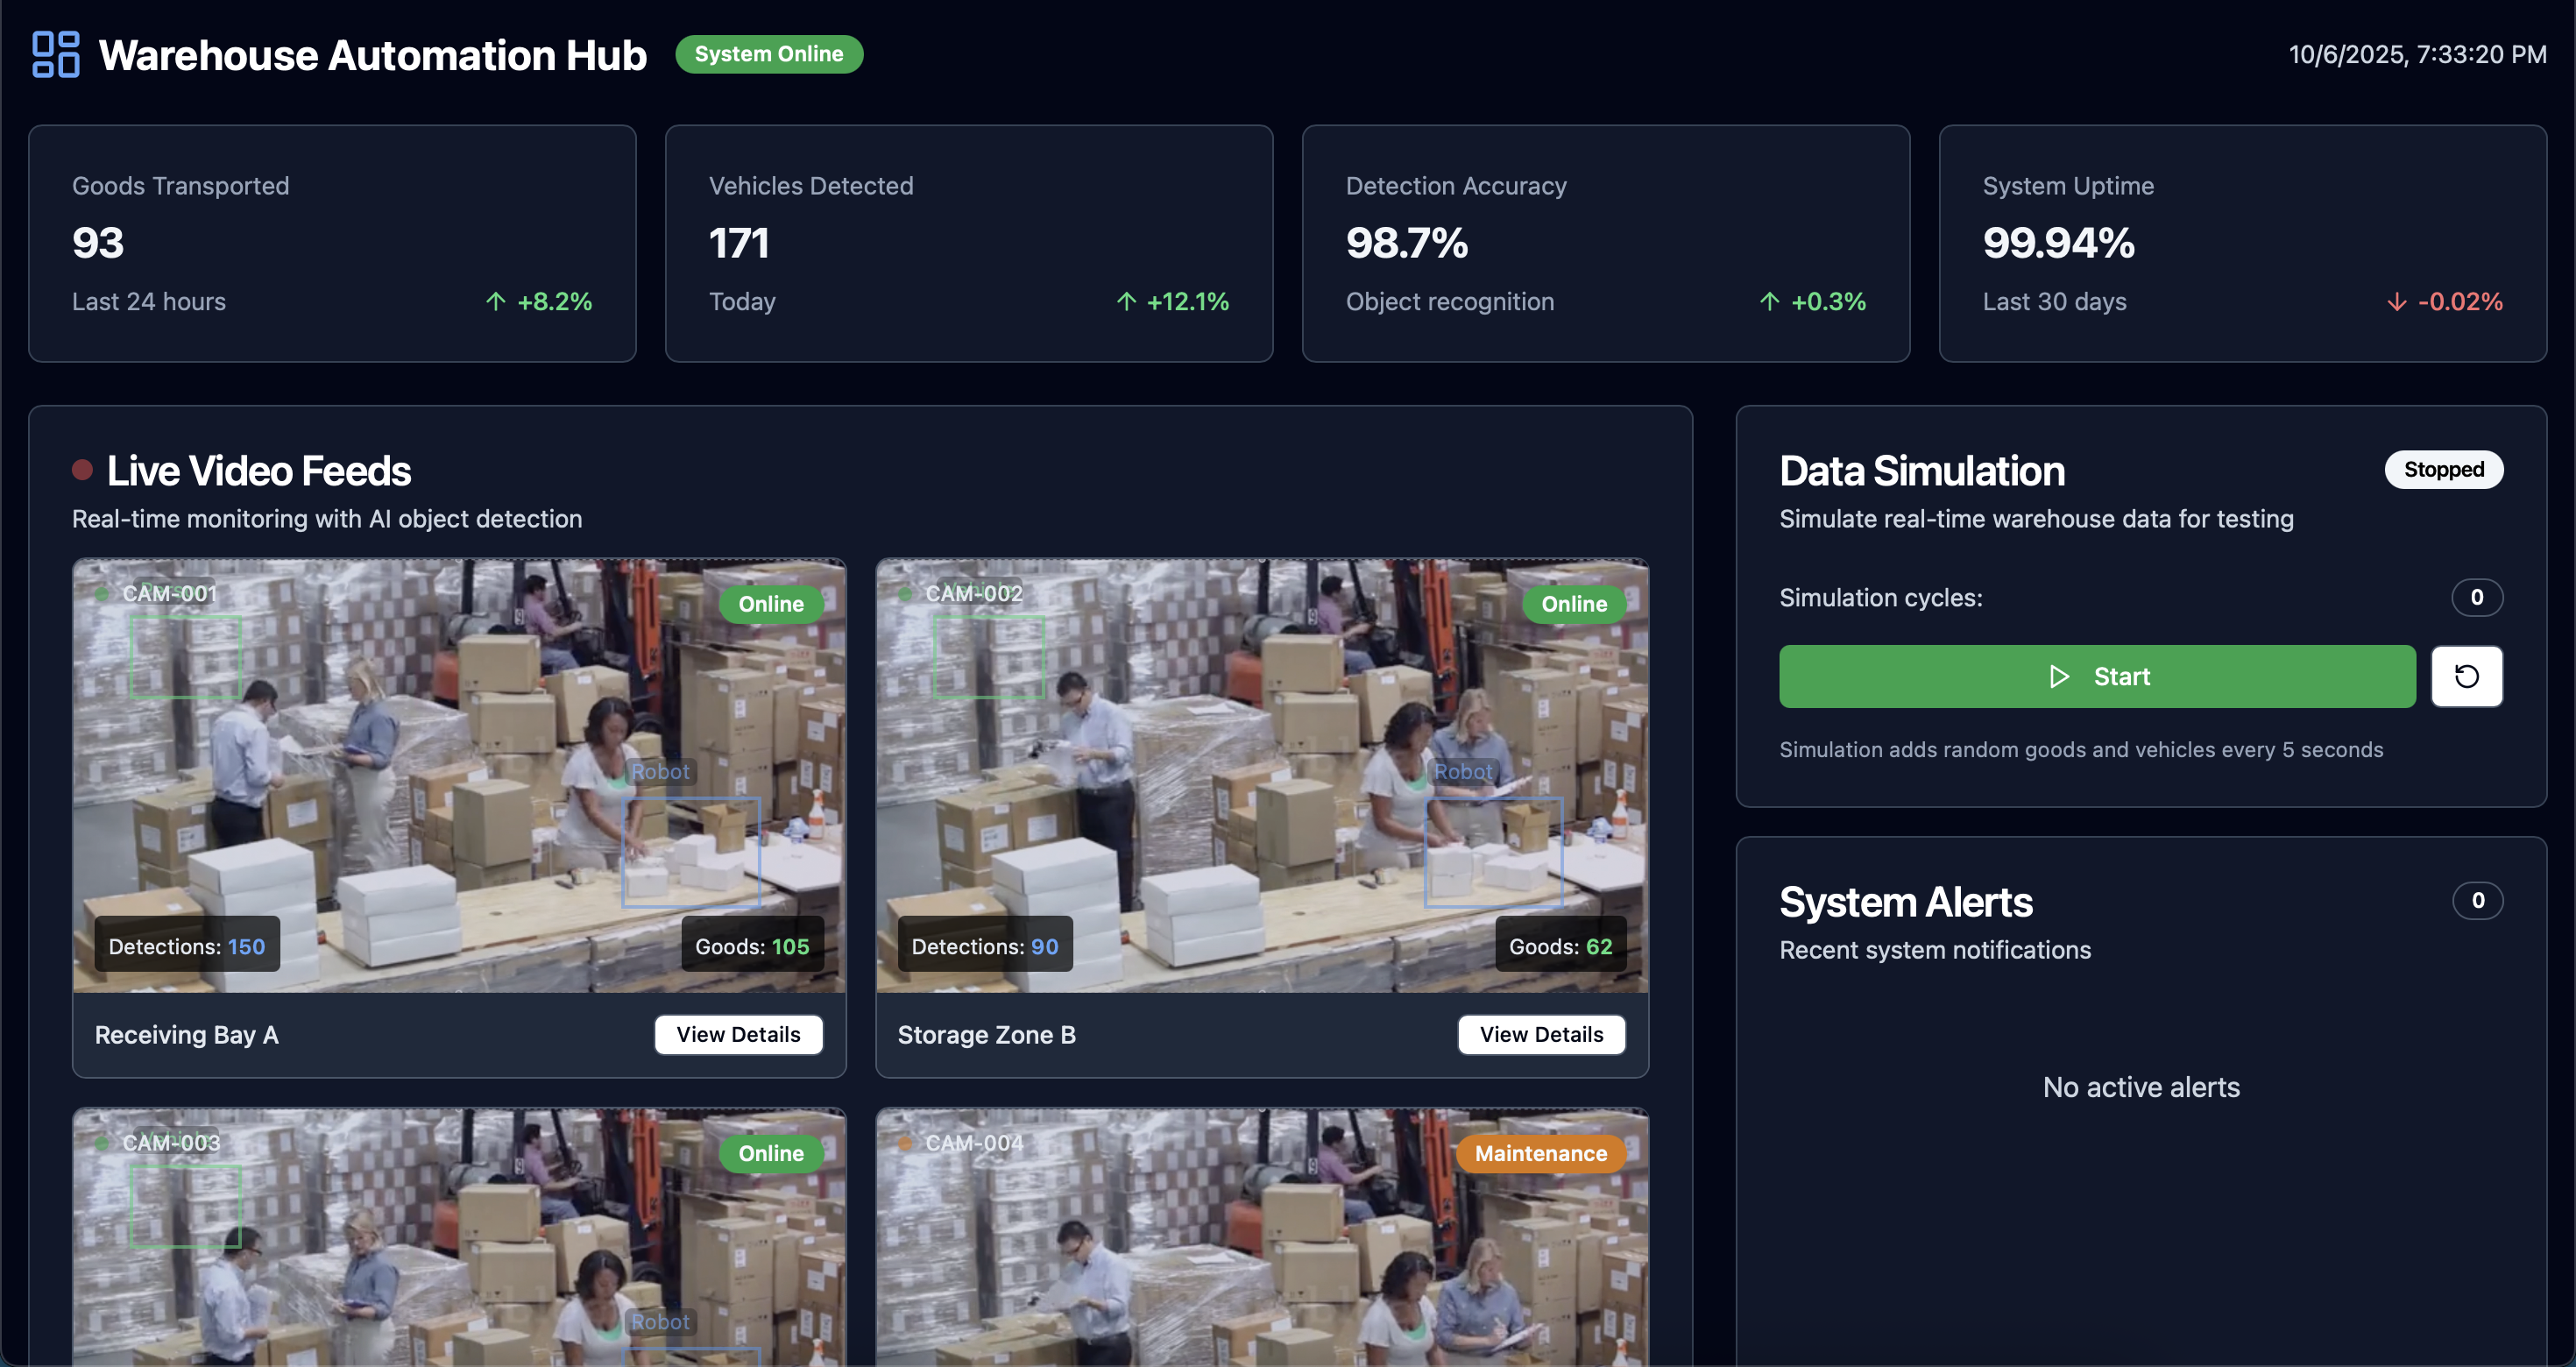 Warehouse Automation Hub
System Online
10/6/2025, 7:33:20 PM
Goods Transported
93
Last 24 hours
↑ +8.2%
Vehicles Detected
171
Today
↑ +12.1%
Detection Accuracy
98.7%
Object recognition
↑ +0.3%
System Uptime
99.94%
Last 30 days
↓ -0.02%
Live Video Feeds
Real-time monitoring with AI object detection
Person
CAM-001
Online
Robot
Detections: 150
Goods: 105
Receiving Bay A
View Details
Vehicle
CAM-002
Online
Robot
Detections: 90
Goods: 62
Storage Zone B
View Details
Vehicle
CAM-003
Online
Robot
CAM-004
Maintenance
Data Simulation
Stopped
Simulate real-time warehouse data for testing
Simulation cycles:
0
Start
Simulation adds random goods and vehicles every 5 seconds
System Alerts
0
Recent system notifications
No active alerts